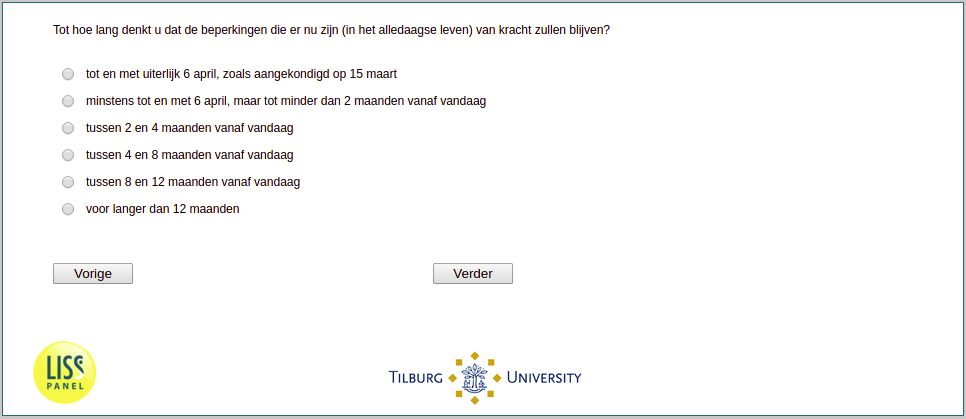 Tot hoe lang denkt u dat de beperkingen die er nu zijn (in het alledaagse leven) van kracht zullen blijven?
tot en met uiterlijk 6 april, zoals aangekondigd op 15 maart
minstens tot en met 6 april, maar tot minder dan 2 maanden vanaf vandaag
tussen 2 en 4 maanden vanaf vandaag
tussen 4 en 8 maanden vanaf vandaag
tussen 8 en 12 maanden vanaf vandaag
voor langer dan 12 maanden
Vorige Verder
LISS
PANEL
TILBURG UNIVERSITY